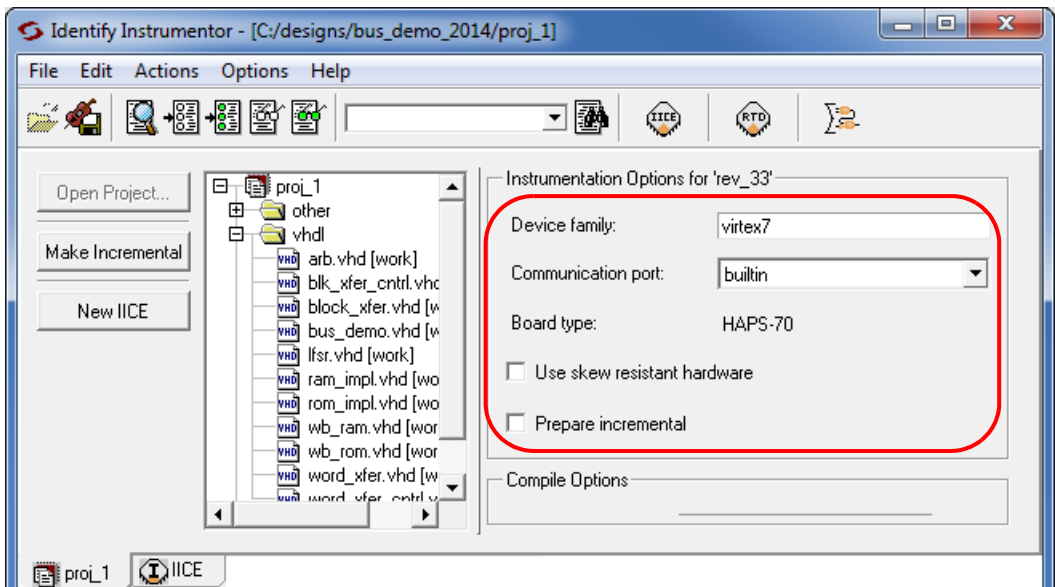 Identify Instrumentor - [C:/designs/bus_demo_2014/proj_1]
File Edit Actions Options Help
IICE
RTD
Open Project...
Make Incremental
New IICE
proj_1
other
vhdl
arb.vhd [work]
blk_xfer_cntrl.vhd
block_xfer.vhd [w
bus_demo.vhd [w
lfsr.vhd [work]
ram_impl.vhd [wo
rom_impl.vhd [wo
wb_ram.vhd [wor
wb_rom.vhd [wor
word_xfer.vhd [w
word_xfer_cntrl.v
Instrumentation Options for 'rev_33'
Device family: virtex7
Communication port: builtin
Board type: HAPS-70
Use skew resistant hardware
Prepare incremental
Compile Options
proj_1 IICE